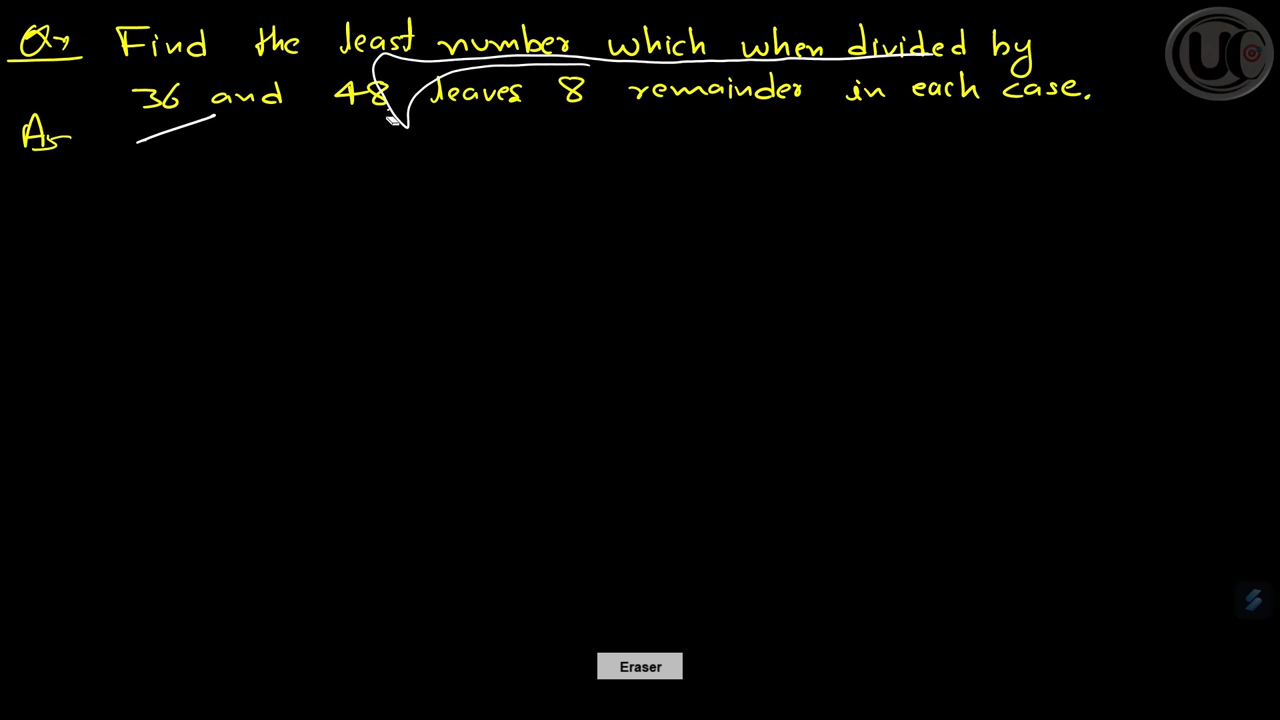 Q→ Find the least number which when divided by
36 and 48 leaves 8 remainder in each case.
As
UC
Eraser